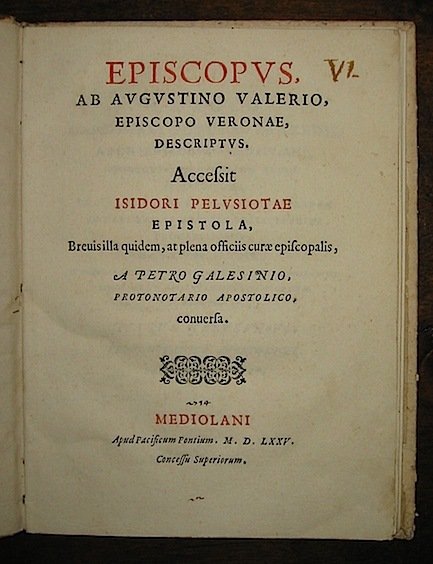 EPISCOPVS, VI
AB AVGVSTINO VALERIO,
EPISCOPO VERONAE,
DESCRIPTVS.
Acceſsit
ISIDORI PELVSIOTAE
EPISTOLA,
Breuis illa quidem, at plena officiis curæ epiſcopalis,
A PETRO GALESINIO,
PROTONOTARIO APOSTOLICO,
conuerſa.
MEDIOLANI
Apud Pacificum Pontium. M. D. LXXV.
Conceſſu Superiorum.